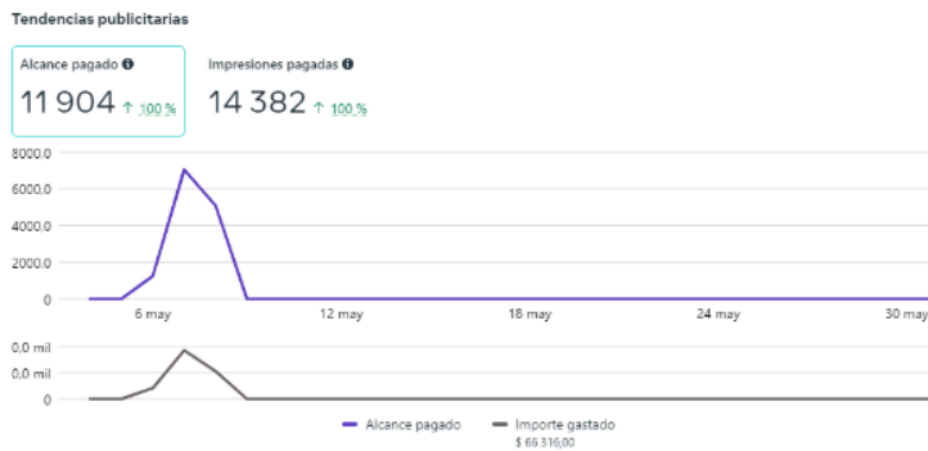 Tendencias publicitarias
Alcance pagado
Impresiones pagadas
11 904 ↑ 100 %
14 382 ↑ 100 %
8000,0
6000,0
4000,0
2000,0
0
6 may
12 may
18 may
24 may
30 may
0,0 mil
0,0 mil
0
Alcance pagado
Importe gastado
$ 66 316,00